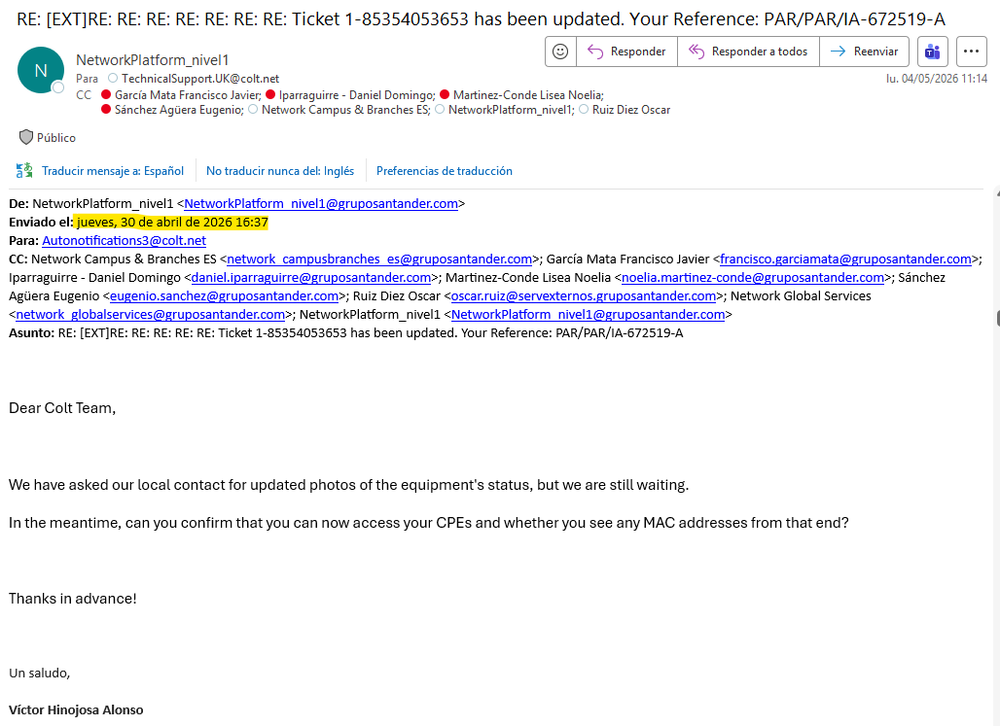 RE: [EXT]RE: RE: RE: RE: RE: RE: RE: Ticket 1-85354053653 has been updated. Your Reference: PAR/PAR/IA-672519-A
N
NetworkPlatform_nivel1
Para TechnicalSupport.UK@colt.net
CC García Mata Francisco Javier; Iparraguirre - Daniel Domingo; Martinez-Conde Lisea Noelia;
Sánchez Agüera Eugenio; Network Campus & Branches ES; NetworkPlatform_nivel1; Ruiz Diez Oscar
Responder
Responder a todos
Reenviar
lu. 04/05/2026 11:14
Público
Traducir mensaje a: Español
No traducir nunca del: Inglés
Preferencias de traducción
De: NetworkPlatform_nivel1 <NetworkPlatform_nivel1@gruposantander.com>
Enviado el: jueves, 30 de abril de 2026 16:37
Para: Autonotifications3@colt.net
CC: Network Campus & Branches ES <network_campusbranches_es@gruposantander.com>; García Mata Francisco Javier <francisco.garciamata@gruposantander.com>;
Iparraguirre - Daniel Domingo <daniel.iparraguirre@gruposantander.com>; Martinez-Conde Lisea Noelia <noelia.martinez-conde@gruposantander.com>; Sánchez
Agüera Eugenio <eugenio.sanchez@gruposantander.com>; Ruiz Diez Oscar <oscar.ruiz@servexternos.gruposantander.com>; Network Global Services
<network_globalservices@gruposantander.com>; NetworkPlatform_nivel1 <NetworkPlatform_nivel1@gruposantander.com>
Asunto: RE: [EXT]RE: RE: RE: RE: RE: RE: Ticket 1-85354053653 has been updated. Your Reference: PAR/PAR/IA-672519-A
Dear Colt Team,
We have asked our local contact for updated photos of the equipment's status, but we are still waiting.
In the meantime, can you confirm that you can now access your CPEs and whether you see any MAC addresses from that end?
Thanks in advance!
Un saludo,
Víctor Hinojosa Alonso